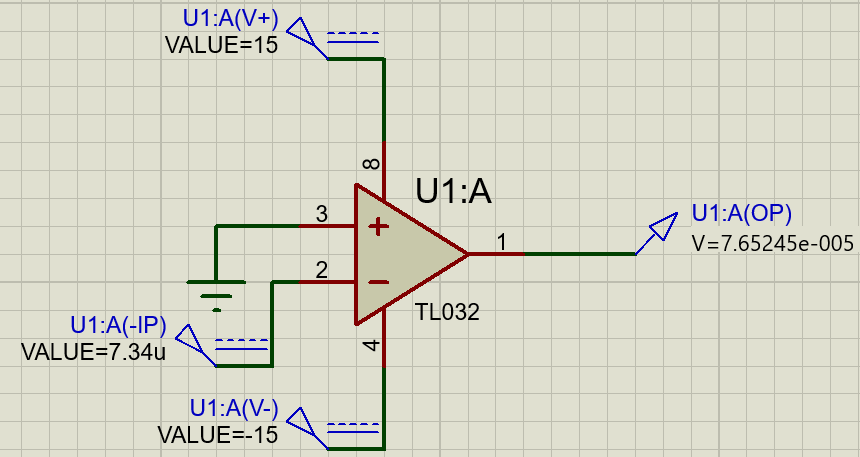 U1:A(V+)
VALUE=15
8
U1:A
3
+
1
U1:A(OP)
V=7.65245e-005
2
−
TL032
U1:A(-IP)
VALUE=7.34u
4
U1:A(V-)
VALUE=-15